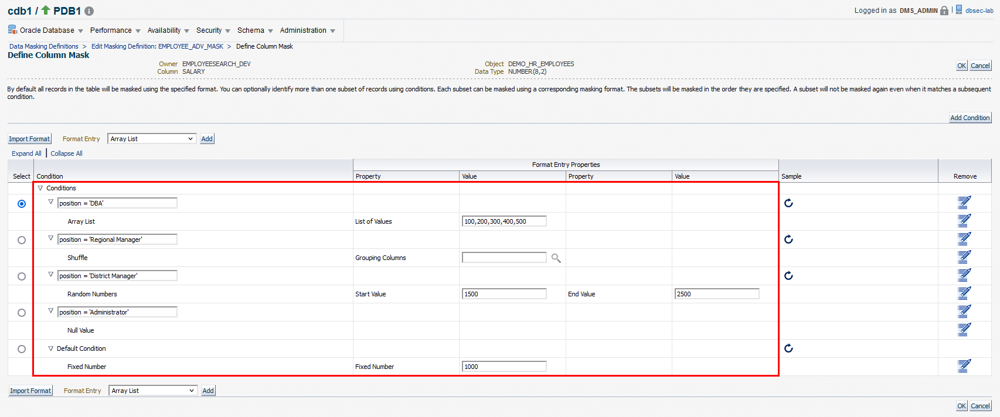 cdb1 / PDB1
Logged in as DMS_ADMIN | dbsec-lab
Oracle Database Performance Availability Security Schema Administration
Data Masking Definitions > Edit Masking Definition: EMPLOYEE_ADV_MASK > Define Column Mask
Define Column Mask
Owner EMPLOYEESEARCH_DEV Object DEMO_HR_EMPLOYEES
Column SALARY Data Type NUMBER(8,2)
OK Cancel
By default all records in the table will be masked using the specified format. You can optionally identify more than one subset of records using conditions. Each subset can be masked using a corresponding masking format. The subsets will be masked in the order they are specified. A subset will not be masked again even when it matches a subsequent
condition.
Add Condition
Import Format Format Entry Array List Add
Expand All | Collapse All
Format Entry Properties
Select Condition Property Value Property Value Sample Remove
Conditions
position = 'DBA'
Array List List of Values 100,200,300,400,500
position = 'Regional Manager'
Shuffle Grouping Columns
position = 'District Manager'
Random Numbers Start Value 1500 End Value 2500
position = 'Administrator'
Null Value
Default Condition
Fixed Number Fixed Number 1000
Import Format Format Entry Array List Add
OK Cancel